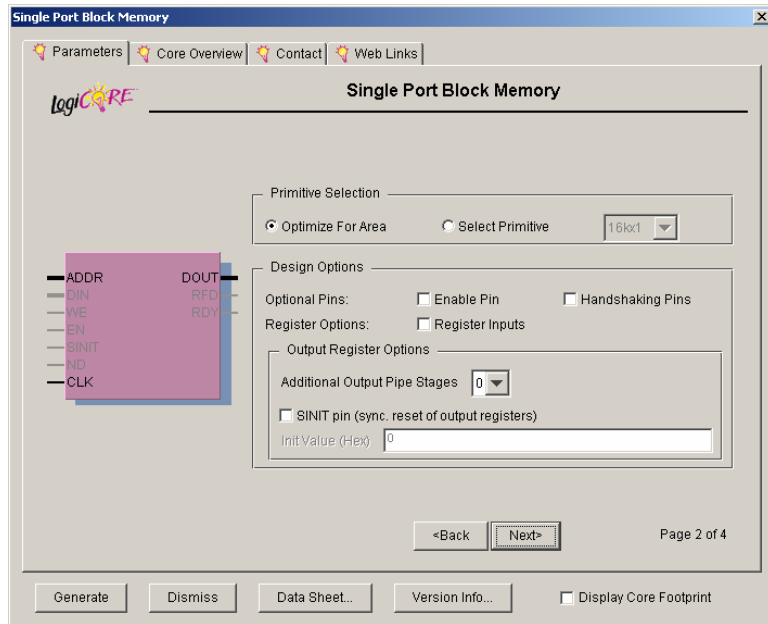 Single Port Block Memory
Parameters Core Overview Contact Web Links
LogiCORE
Single Port Block Memory
Primitive Selection
Optimize For Area Select Primitive 16kx1
ADDR DOUT
DIN RFD
WE RDY
EN
SINIT
ND
CLK
Design Options
Optional Pins: Enable Pin Handshaking Pins
Register Options: Register Inputs
Output Register Options
Additional Output Pipe Stages 0
SINIT pin (sync. reset of output registers)
Init Value (Hex) 0
<Back Next> Page 2 of 4
Generate Dismiss Data Sheet... Version Info... Display Core Footprint